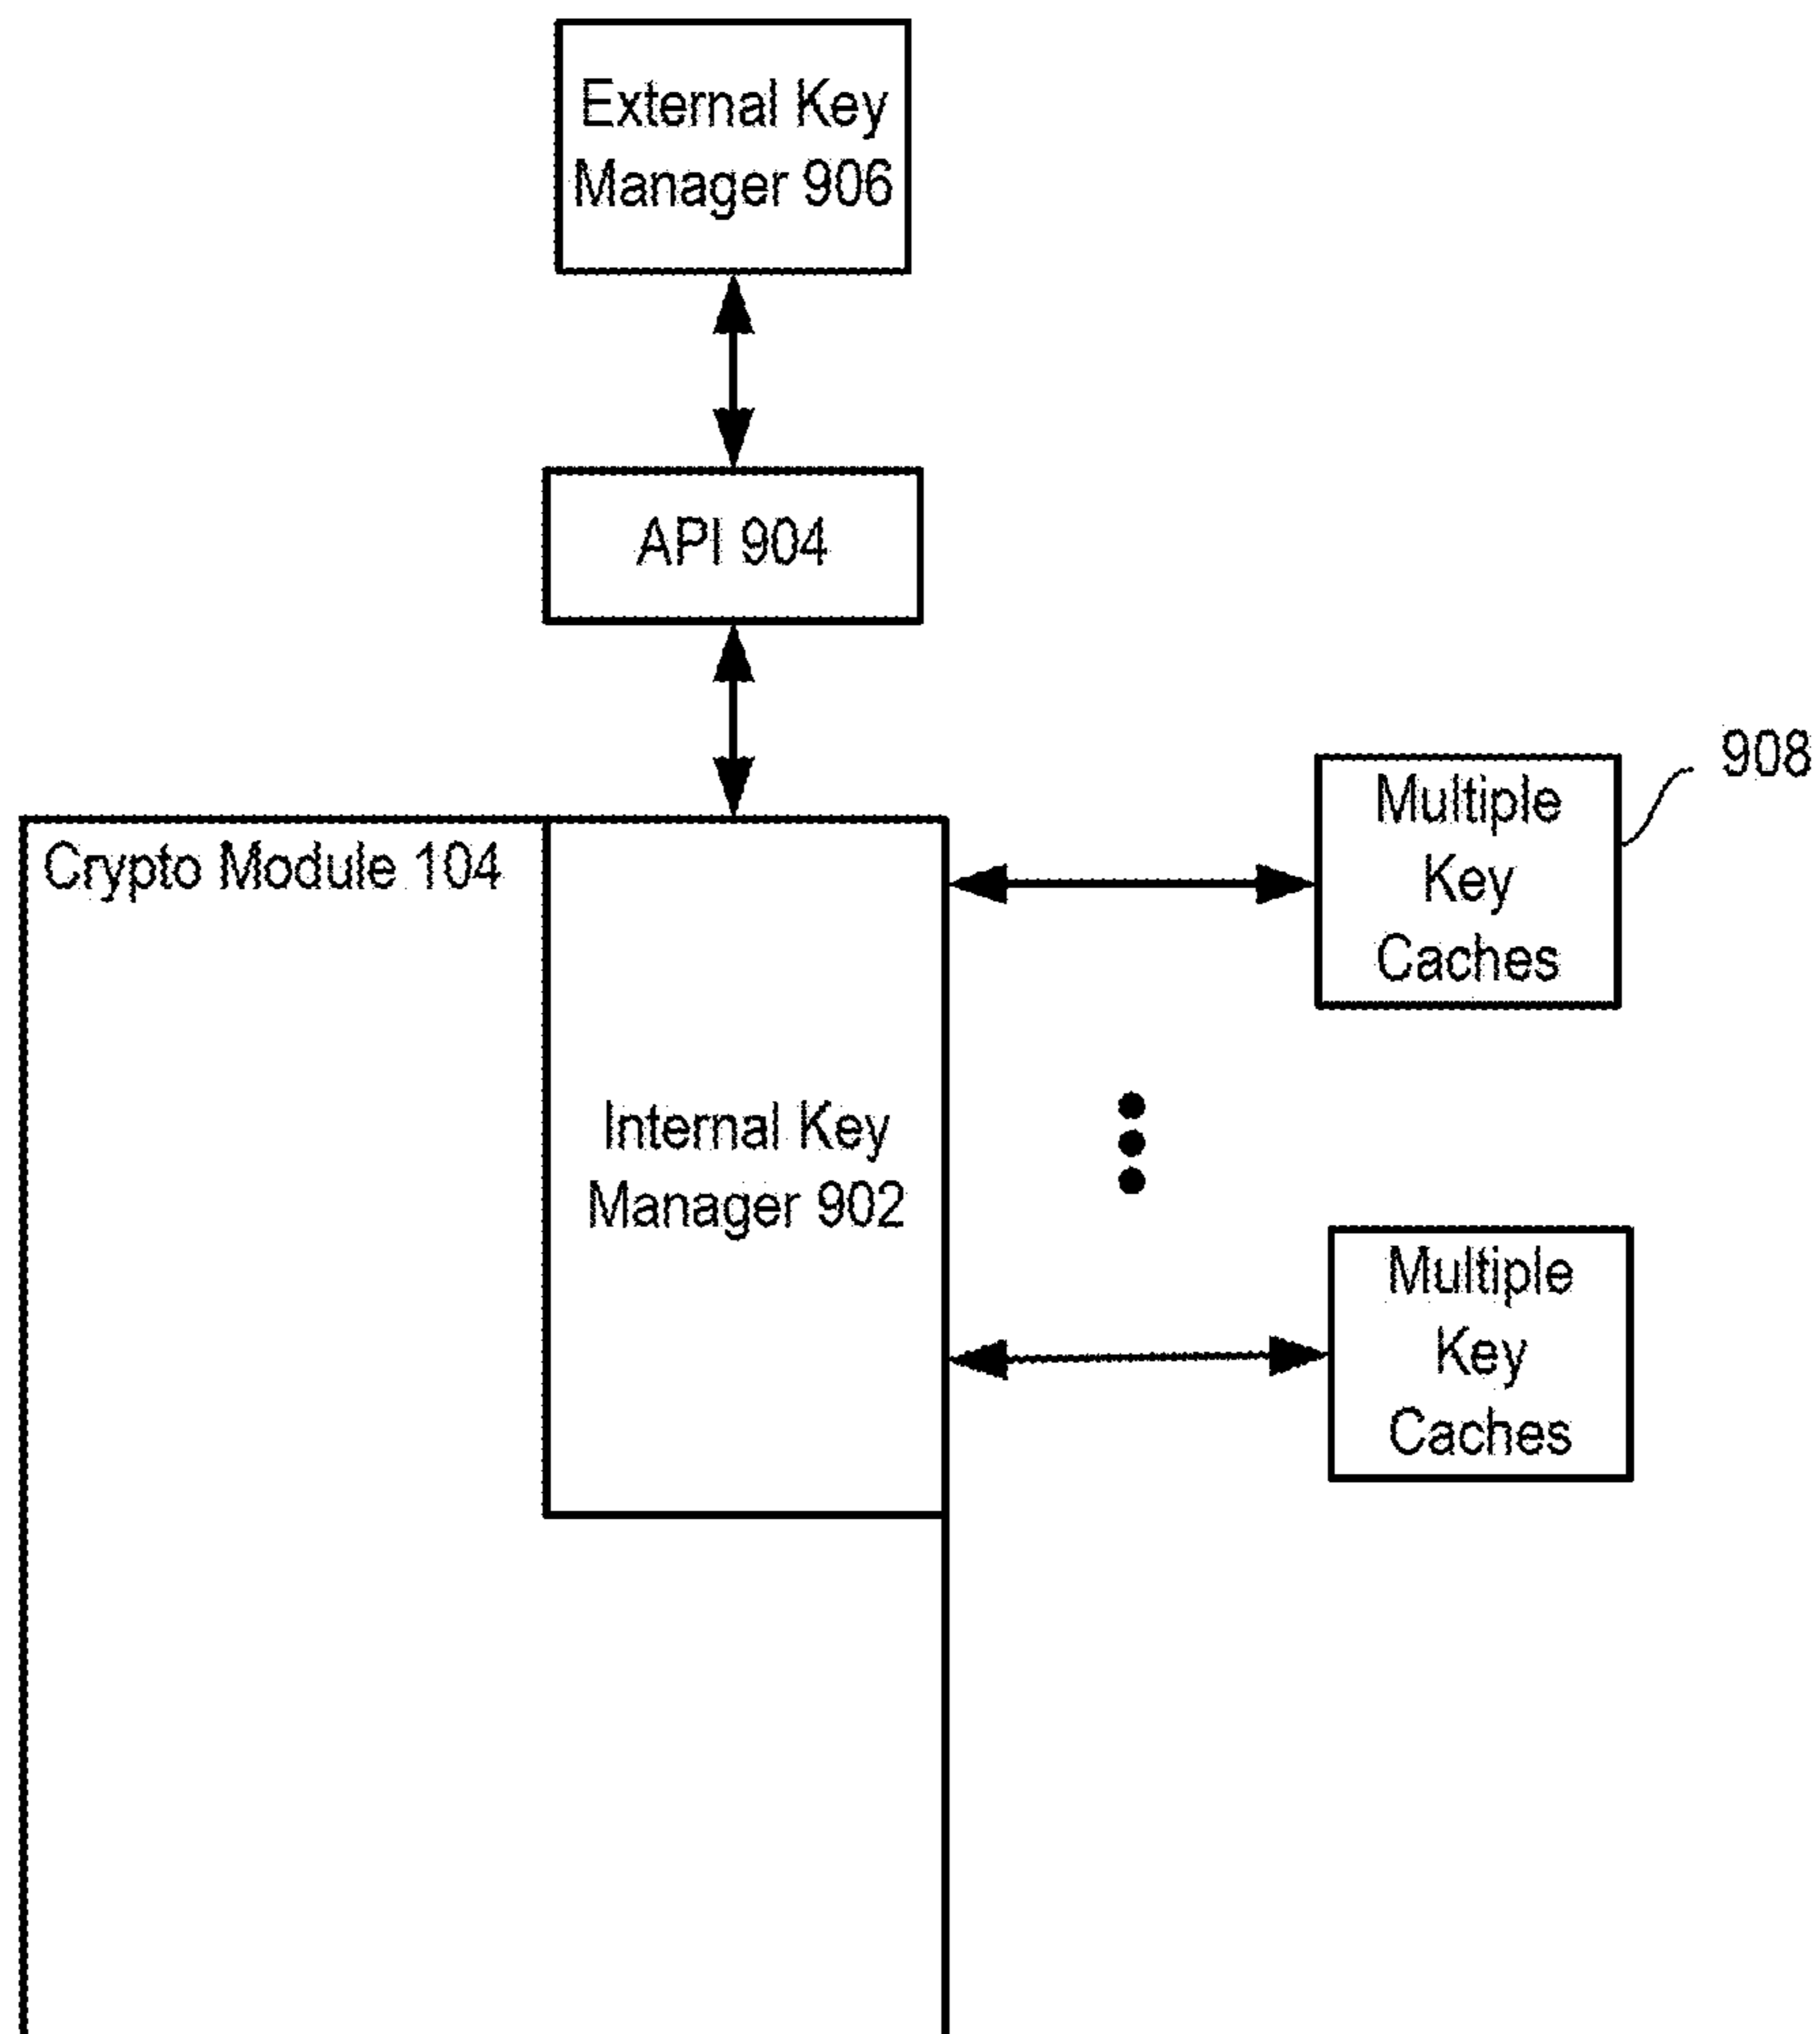 External Key
Manager 906
API 904
908
Multiple
Key
Caches
Crypto Module 104
Internal Key
Manager 902
Multiple
Key
Caches